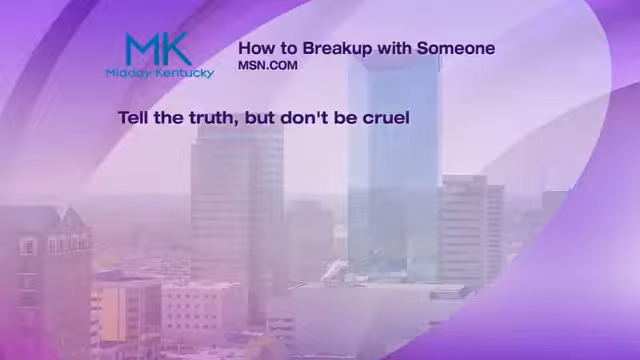 MK
Midday Kentucky
How to Breakup with Someone
MSN.COM
Tell the truth, but don't be cruel